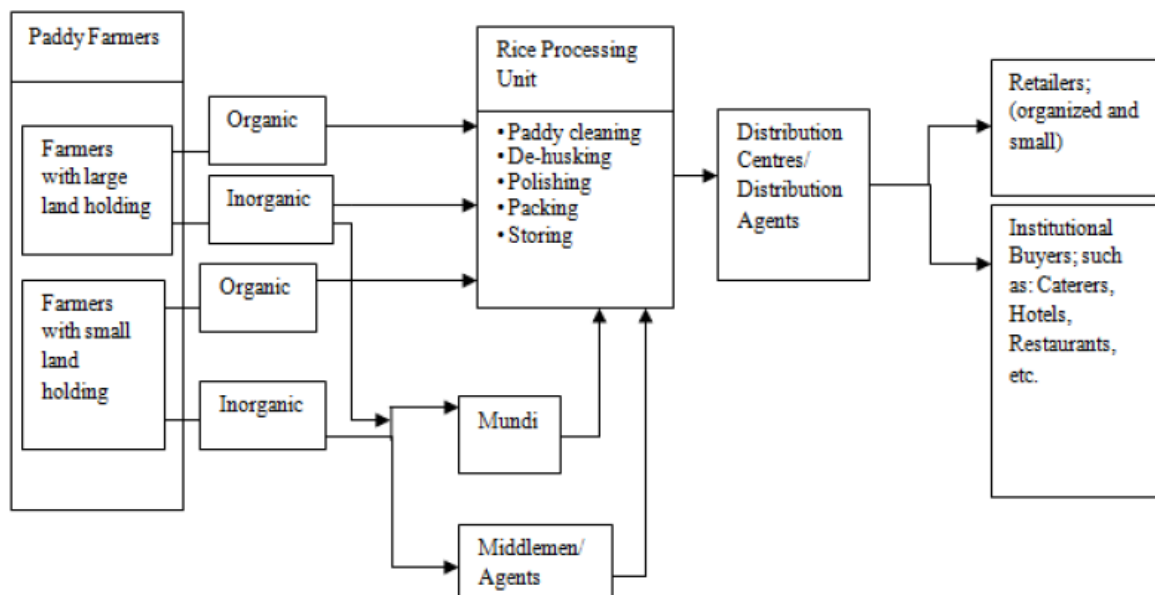 Paddy Farmers
Farmers
with large
land holding
Farmers
with small
land
holding
Organic
Inorganic
Organic
Inorganic
Rice Processing
Unit
• Paddy cleaning
• De-husking
• Polishing
• Packing
• Storing
Mundi
Middlemen/
Agents
Distribution
Centres/
Distribution
Agents
Retailers;
(organized and
small)
Institutional
Buyers; such
as: Caterers,
Hotels,
Restaurants,
etc.